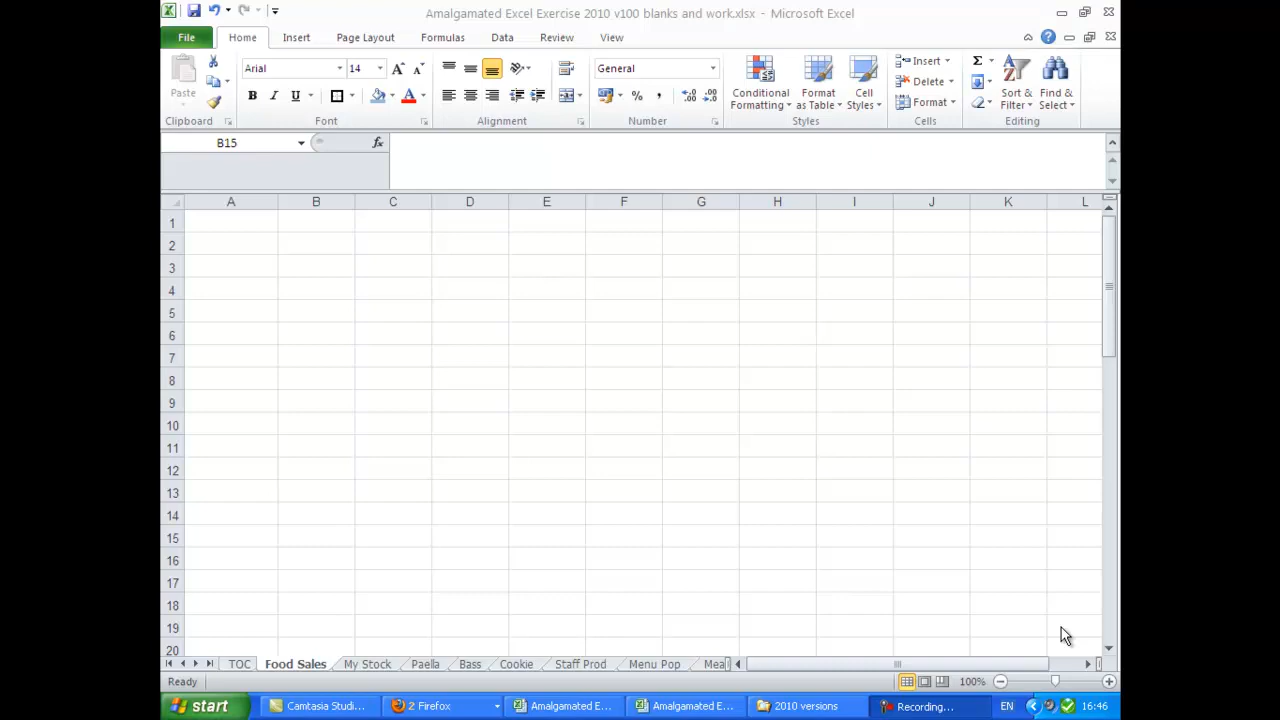 Amalgamated Excel Exercise 2010 v100 blanks and work.xlsx - Microsoft Excel
File Home Insert Page Layout Formulas Data Review View
Paste
Clipboard
Arial 14
B I U A
Font
Alignment
General
% ,
Number
Conditional Formatting
Format as Table
Cell Styles
Styles
Insert
Delete
Format
Cells
Σ
Sort & Filter
Find & Select
Editing
B15 fx
A B C D E F G H I J K L
1
2
3
4
5
6
7
8
9
10
11
12
13
14
15
16
17
18
19
20
TOC Food Sales My Stock Paella Bass Cookie Staff Prod Menu Pop Mea
Ready 100%
start Camtasia Studi... 2 Firefox Amalgamated E... Amalgamated E... 2010 versions Recording... EN 16:46